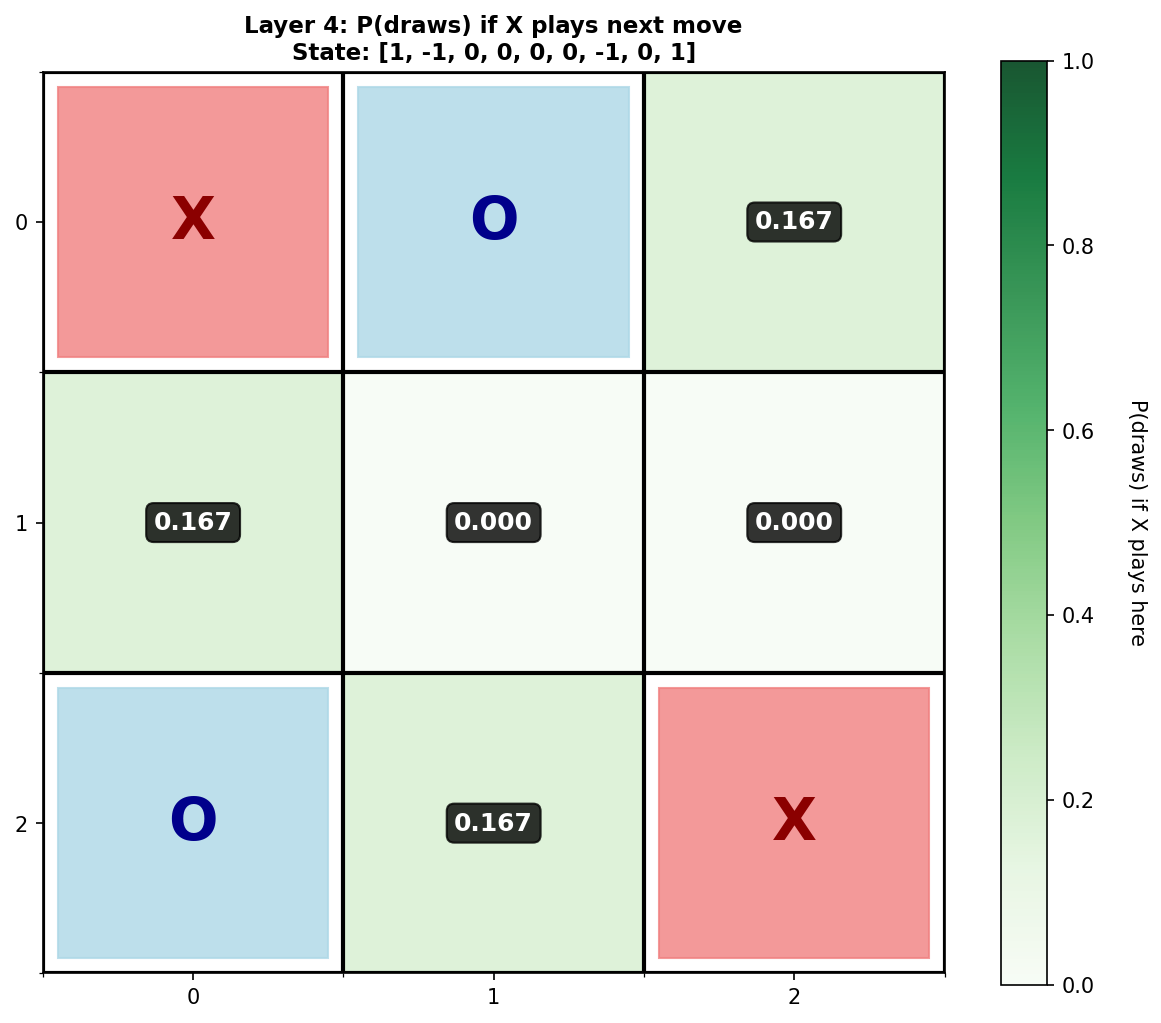 Layer 4: P(draws) if X plays next move
State: [1, -1, 0, 0, 0, 0, -1, 0, 1]
X
O
0.167
0.167
0.000
0.000
O
0.167
X
0
1
2
0
1
2
1.0
0.8
0.6
0.4
0.2
0.0
P(draws) if X plays here